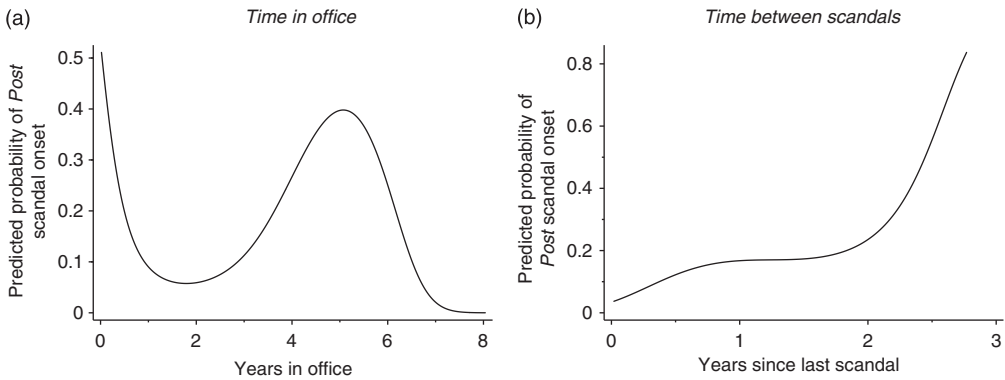 (a)
Time in office
Predicted probability of Post
scandal onset
0.5
0.4
0.3
0.2
0.1
0
0 2 4 6 8
Years in office
(b)
Time between scandals
Predicted probability of
Post scandal onset
0.8
0.6
0.4
0.2
0
0 1 2 3
Years since last scandal